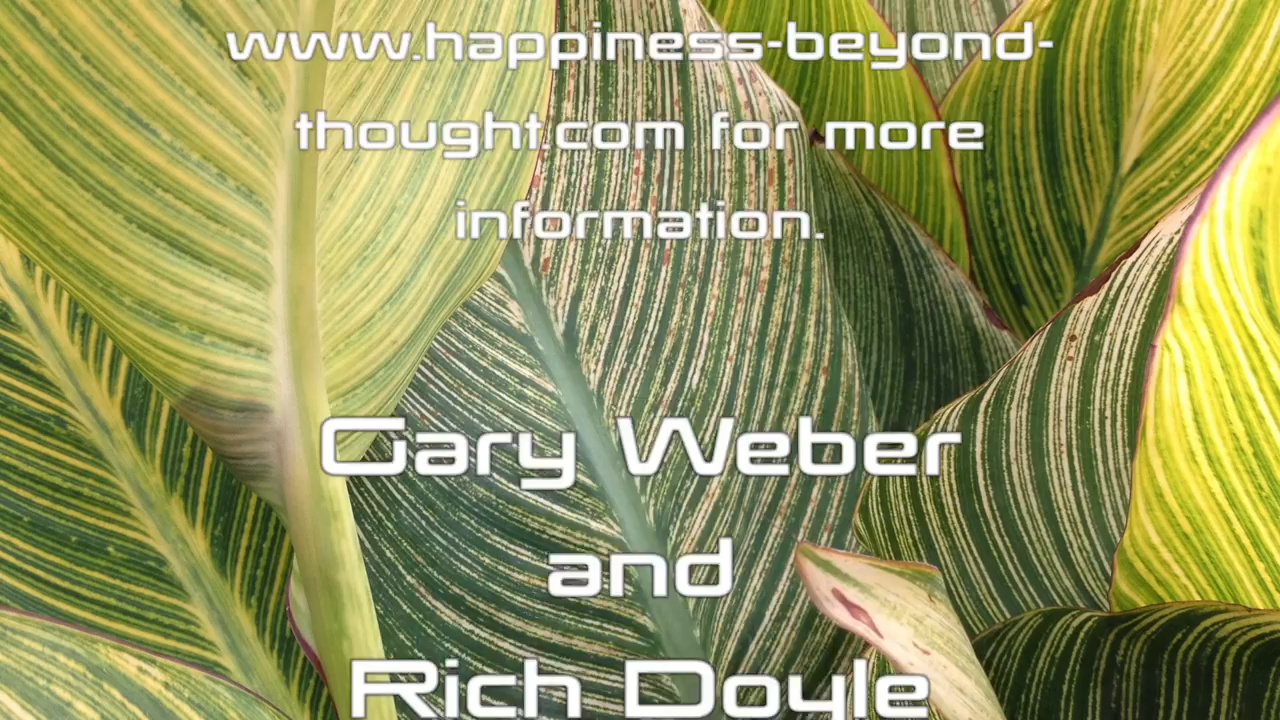 www.happiness-beyond-
thought.com for more
information.
Gary Weber
and
Rich Doyle